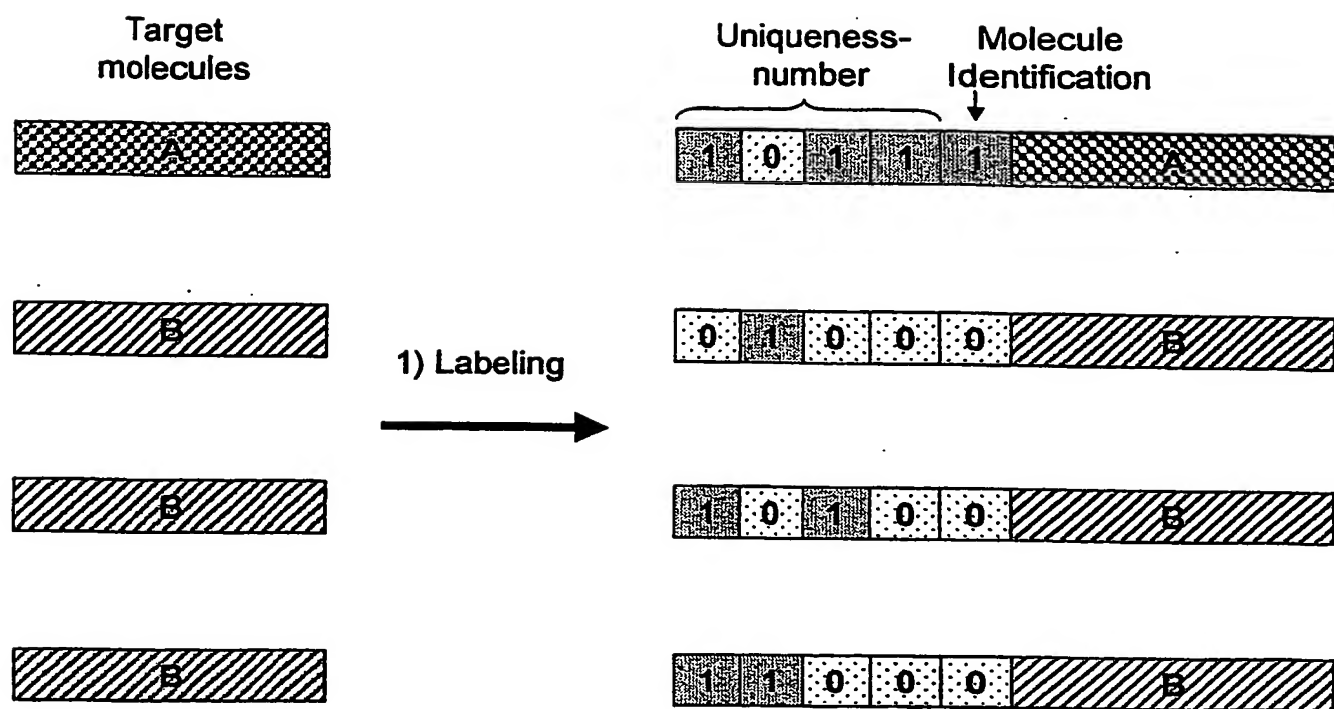 Target
molecules
Uniqueness-
number
Molecule
Identification
A
1 0 1 1 1 A
B
0 1 0 0 0 B
1) Labeling
B
1 0 1 0 0 B
B
1 1 0 0 0 B